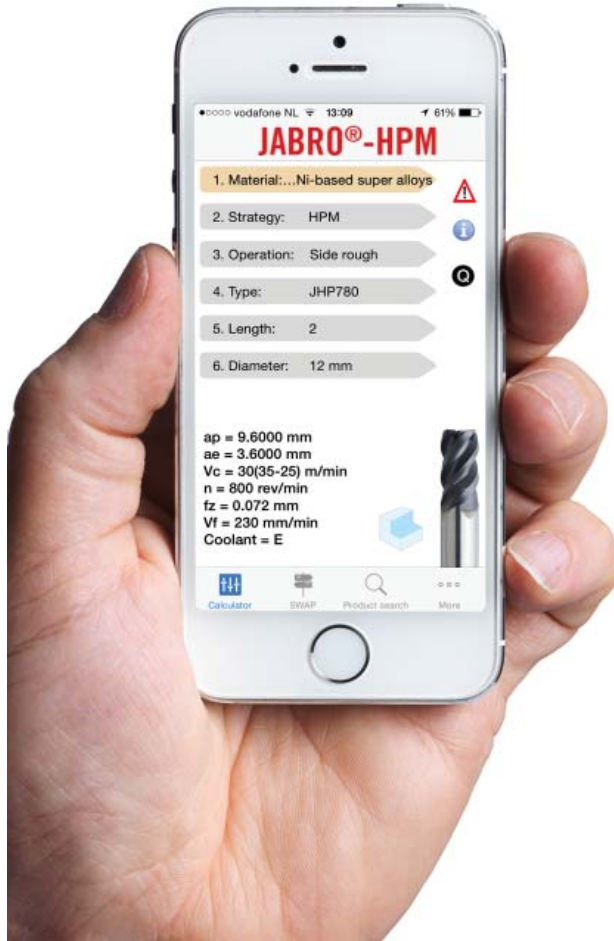 vodafone NL 13:09 61%
JABRO®-HPM
1. Material:...Ni-based super alloys
2. Strategy: HPM
3. Operation: Side rough
4. Type: JHP780
5. Length: 2
6. Diameter: 12 mm
Q
ap = 9.6000 mm
ae = 3.6000 mm
Vc = 30(35-25) m/min
n = 800 rev/min
fz = 0.072 mm
Vf = 230 mm/min
Coolant = E
Calculator SWAP Product search More